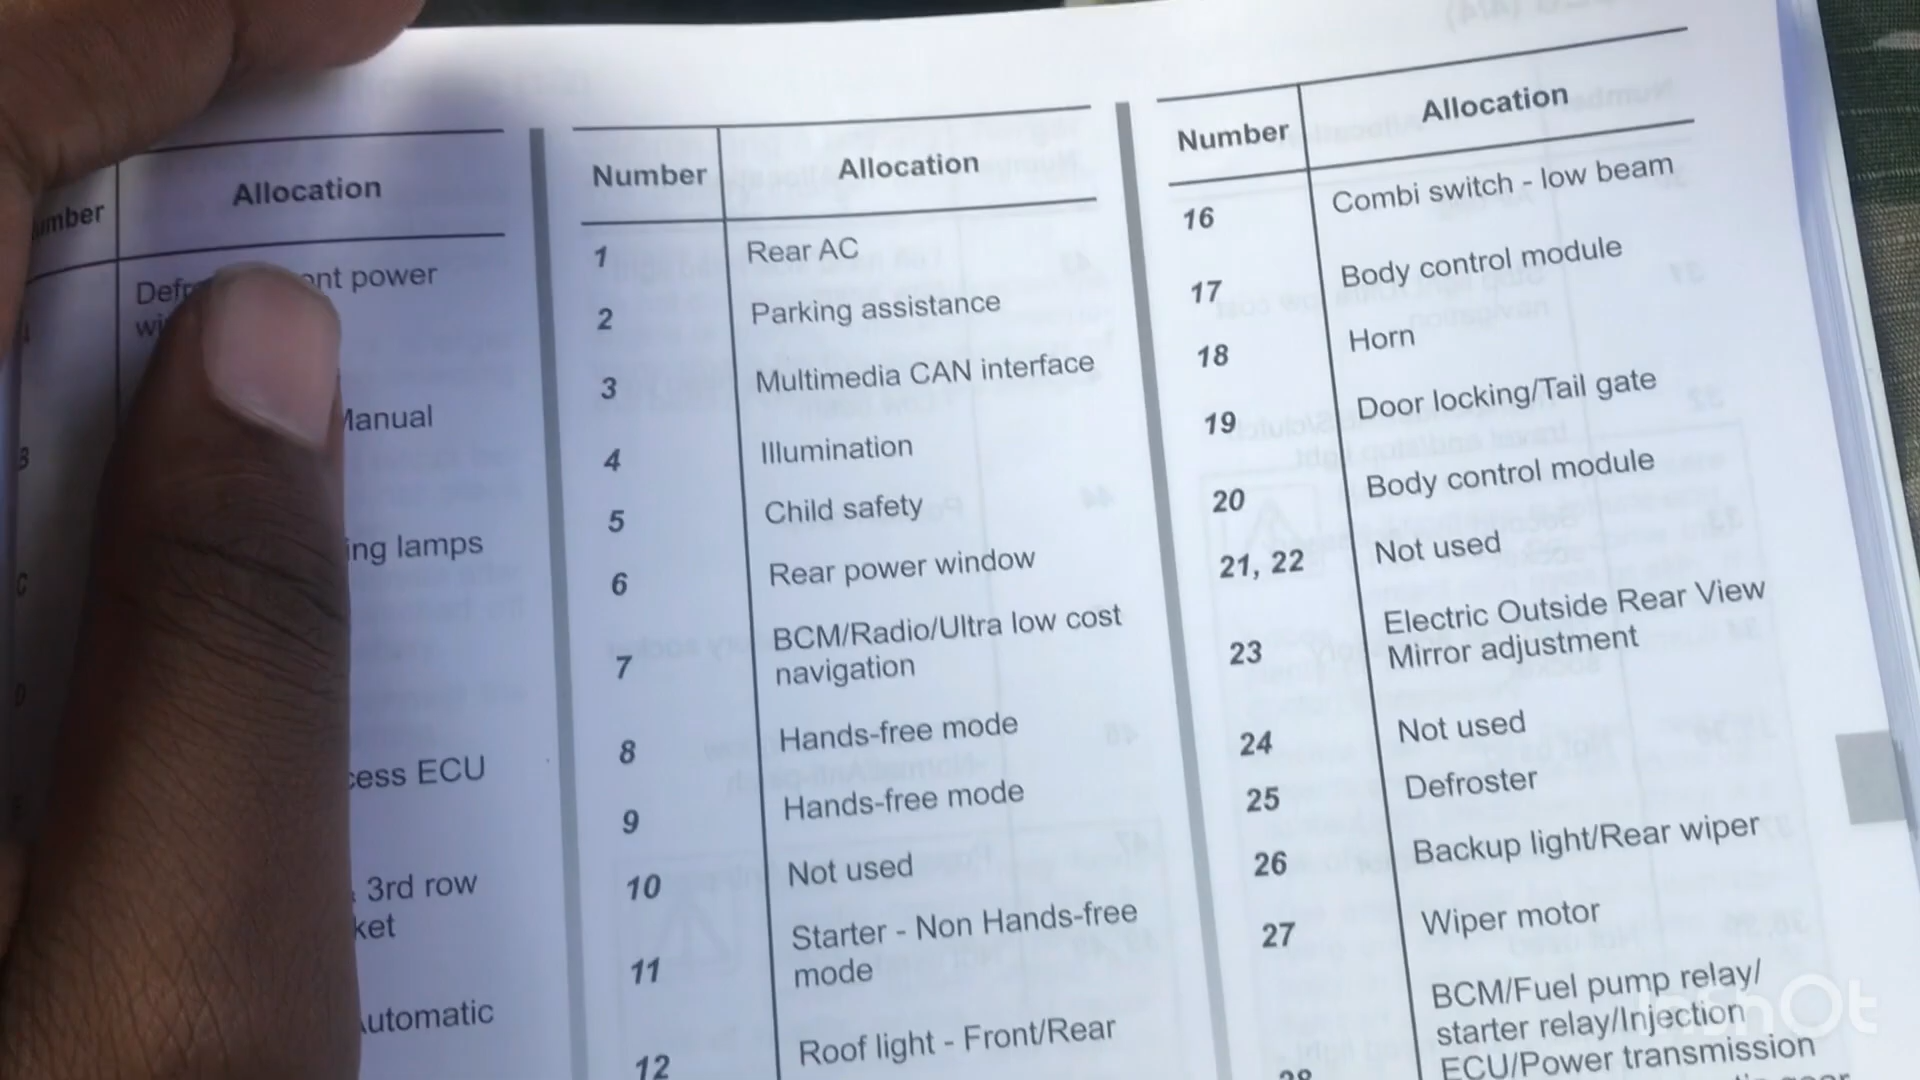 Allocation
power
Manual
lamps
ECU
3rd row
Automatic
Number Allocation
1 Rear AC
2 Parking assistance
3 Multimedia CAN interface
4 Illumination
5 Child safety
6 Rear power window
7 BCM/Radio/Ultra low cost
navigation
8 Hands-free mode
9 Hands-free mode
10 Not used
11 Starter - Non Hands-free
mode
12 Roof light - Front/Rear
Number Allocation
16 Combi switch - low beam
17 Body control module
18 Horn
19 Door locking/Tail gate
20 Body control module
21, 22 Not used
23 Electric Outside Rear View
Mirror adjustment
24 Not used
25 Defroster
26 Backup light/Rear wiper
27 Wiper motor
BCM/Fuel pump relay/
starter relay/Injection
ECU/Power transmission
InShOt